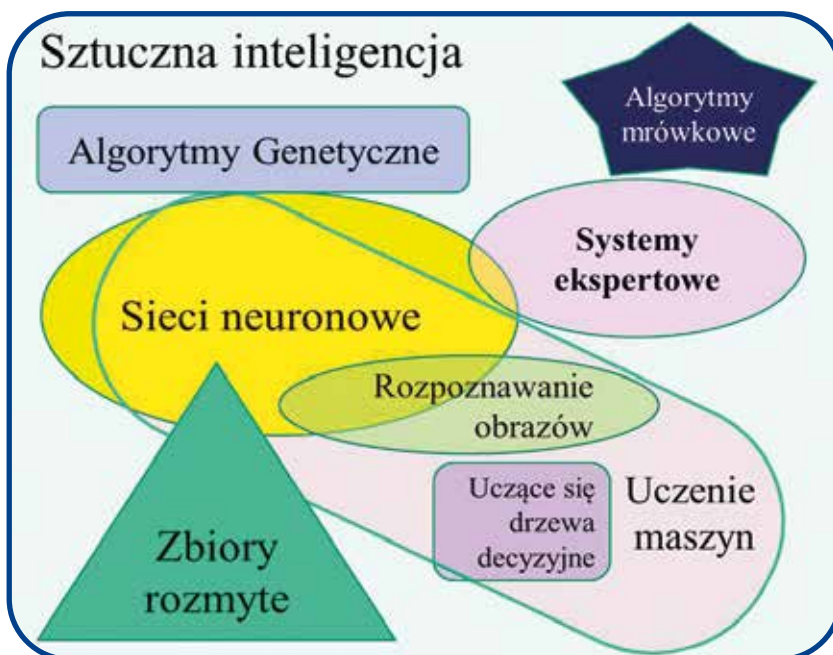 Sztuczna inteligencja
Algorytmy
mrówkowe
Algorytmy Genetyczne
Systemy
ekspertowe
Sieci neuronowe
Rozpoznawanie
obrazów
Uczące się
drzewa
decyzyjne
Uczenie
maszyn
Zbiory
rozmyte